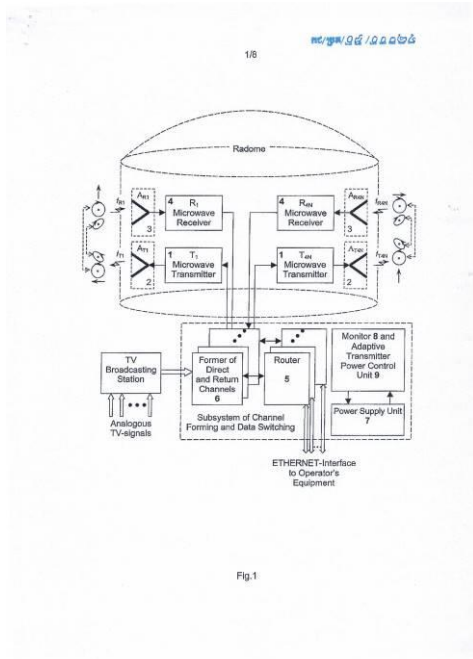 1/8
Radome
A_R1
4 R_1
Microwave
Receiver
f_R1
3
4 R_4N
Microwave
Receiver
A_R4N
f_R4N
3
A_T1
1 T_1
Microwave
Transmitter
f_T1
2
1 T_4N
Microwave
Transmitter
A_T4N
f_T4N
2
TV
Broadcasting
Station
Analogous
TV-signals
Former of
Direct
and Return
Channels
6
Router
5
Subsystem of Channel
Forming and Data Switching
Monitor 8 and
Adaptive
Transmitter
Power Control
Unit 9
Power Supply Unit
7
ETHERNET-Interface
to Operator's
Equipment
Fig.1